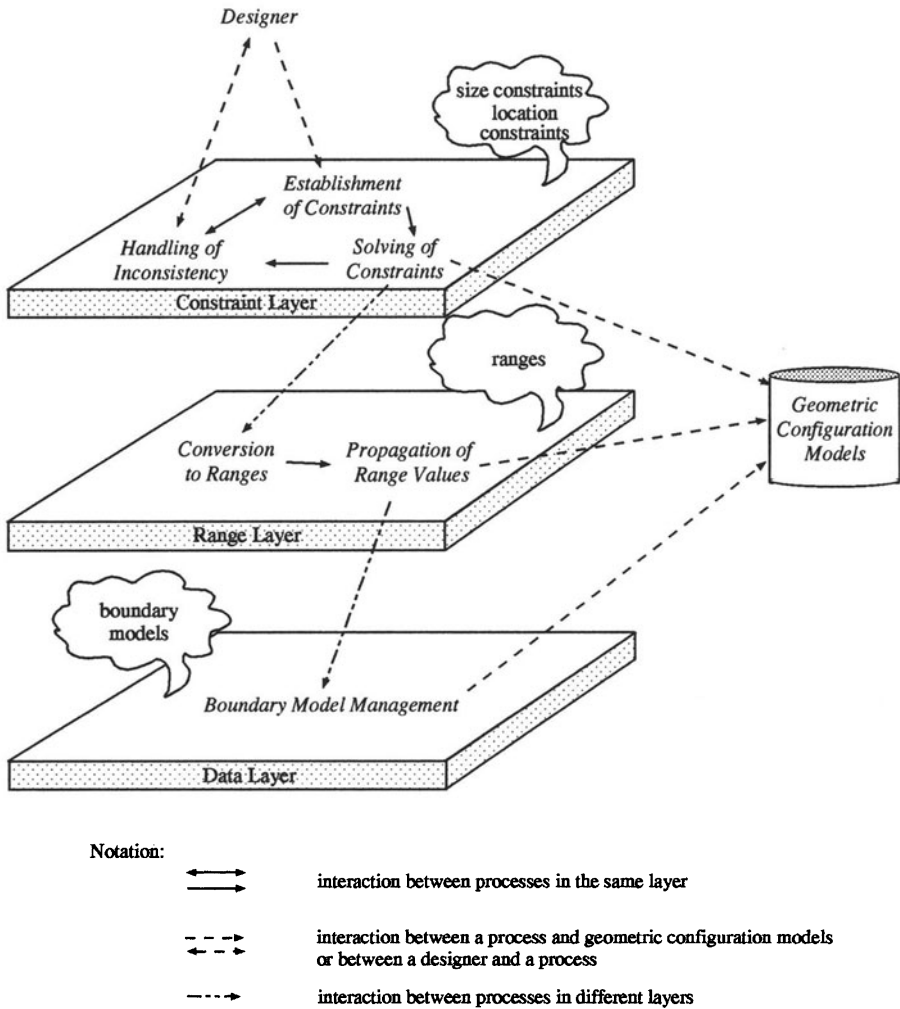 Designer
size constraints
location
constraints
Establishment
of Constraints
Handling of
Inconsistency
Solving of
Constraints
Constraint Layer
ranges
Geometric
Configuration
Models
Conversion
to Ranges
Propagation of
Range Values
Range Layer
boundary
models
Boundary Model Management
Data Layer
Notation:
interaction between processes in the same layer
interaction between a process and geometric configuration models
or between a designer and a process
interaction between processes in different layers